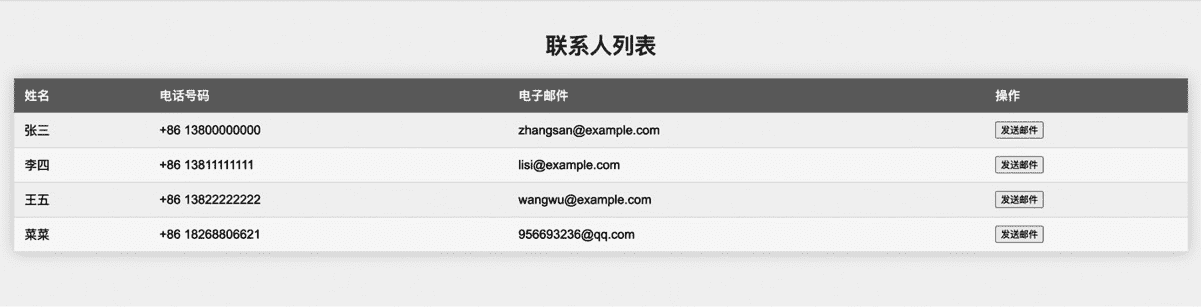 联系人列表
姓名 电话号码 电子邮件 操作
张三 +86 13800000000 zhangsan@example.com 发送邮件
李四 +86 13811111111 lisi@example.com 发送邮件
王五 +86 13822222222 wangwu@example.com 发送邮件
菜菜 +86 18268806621 956693236@qq.com 发送邮件